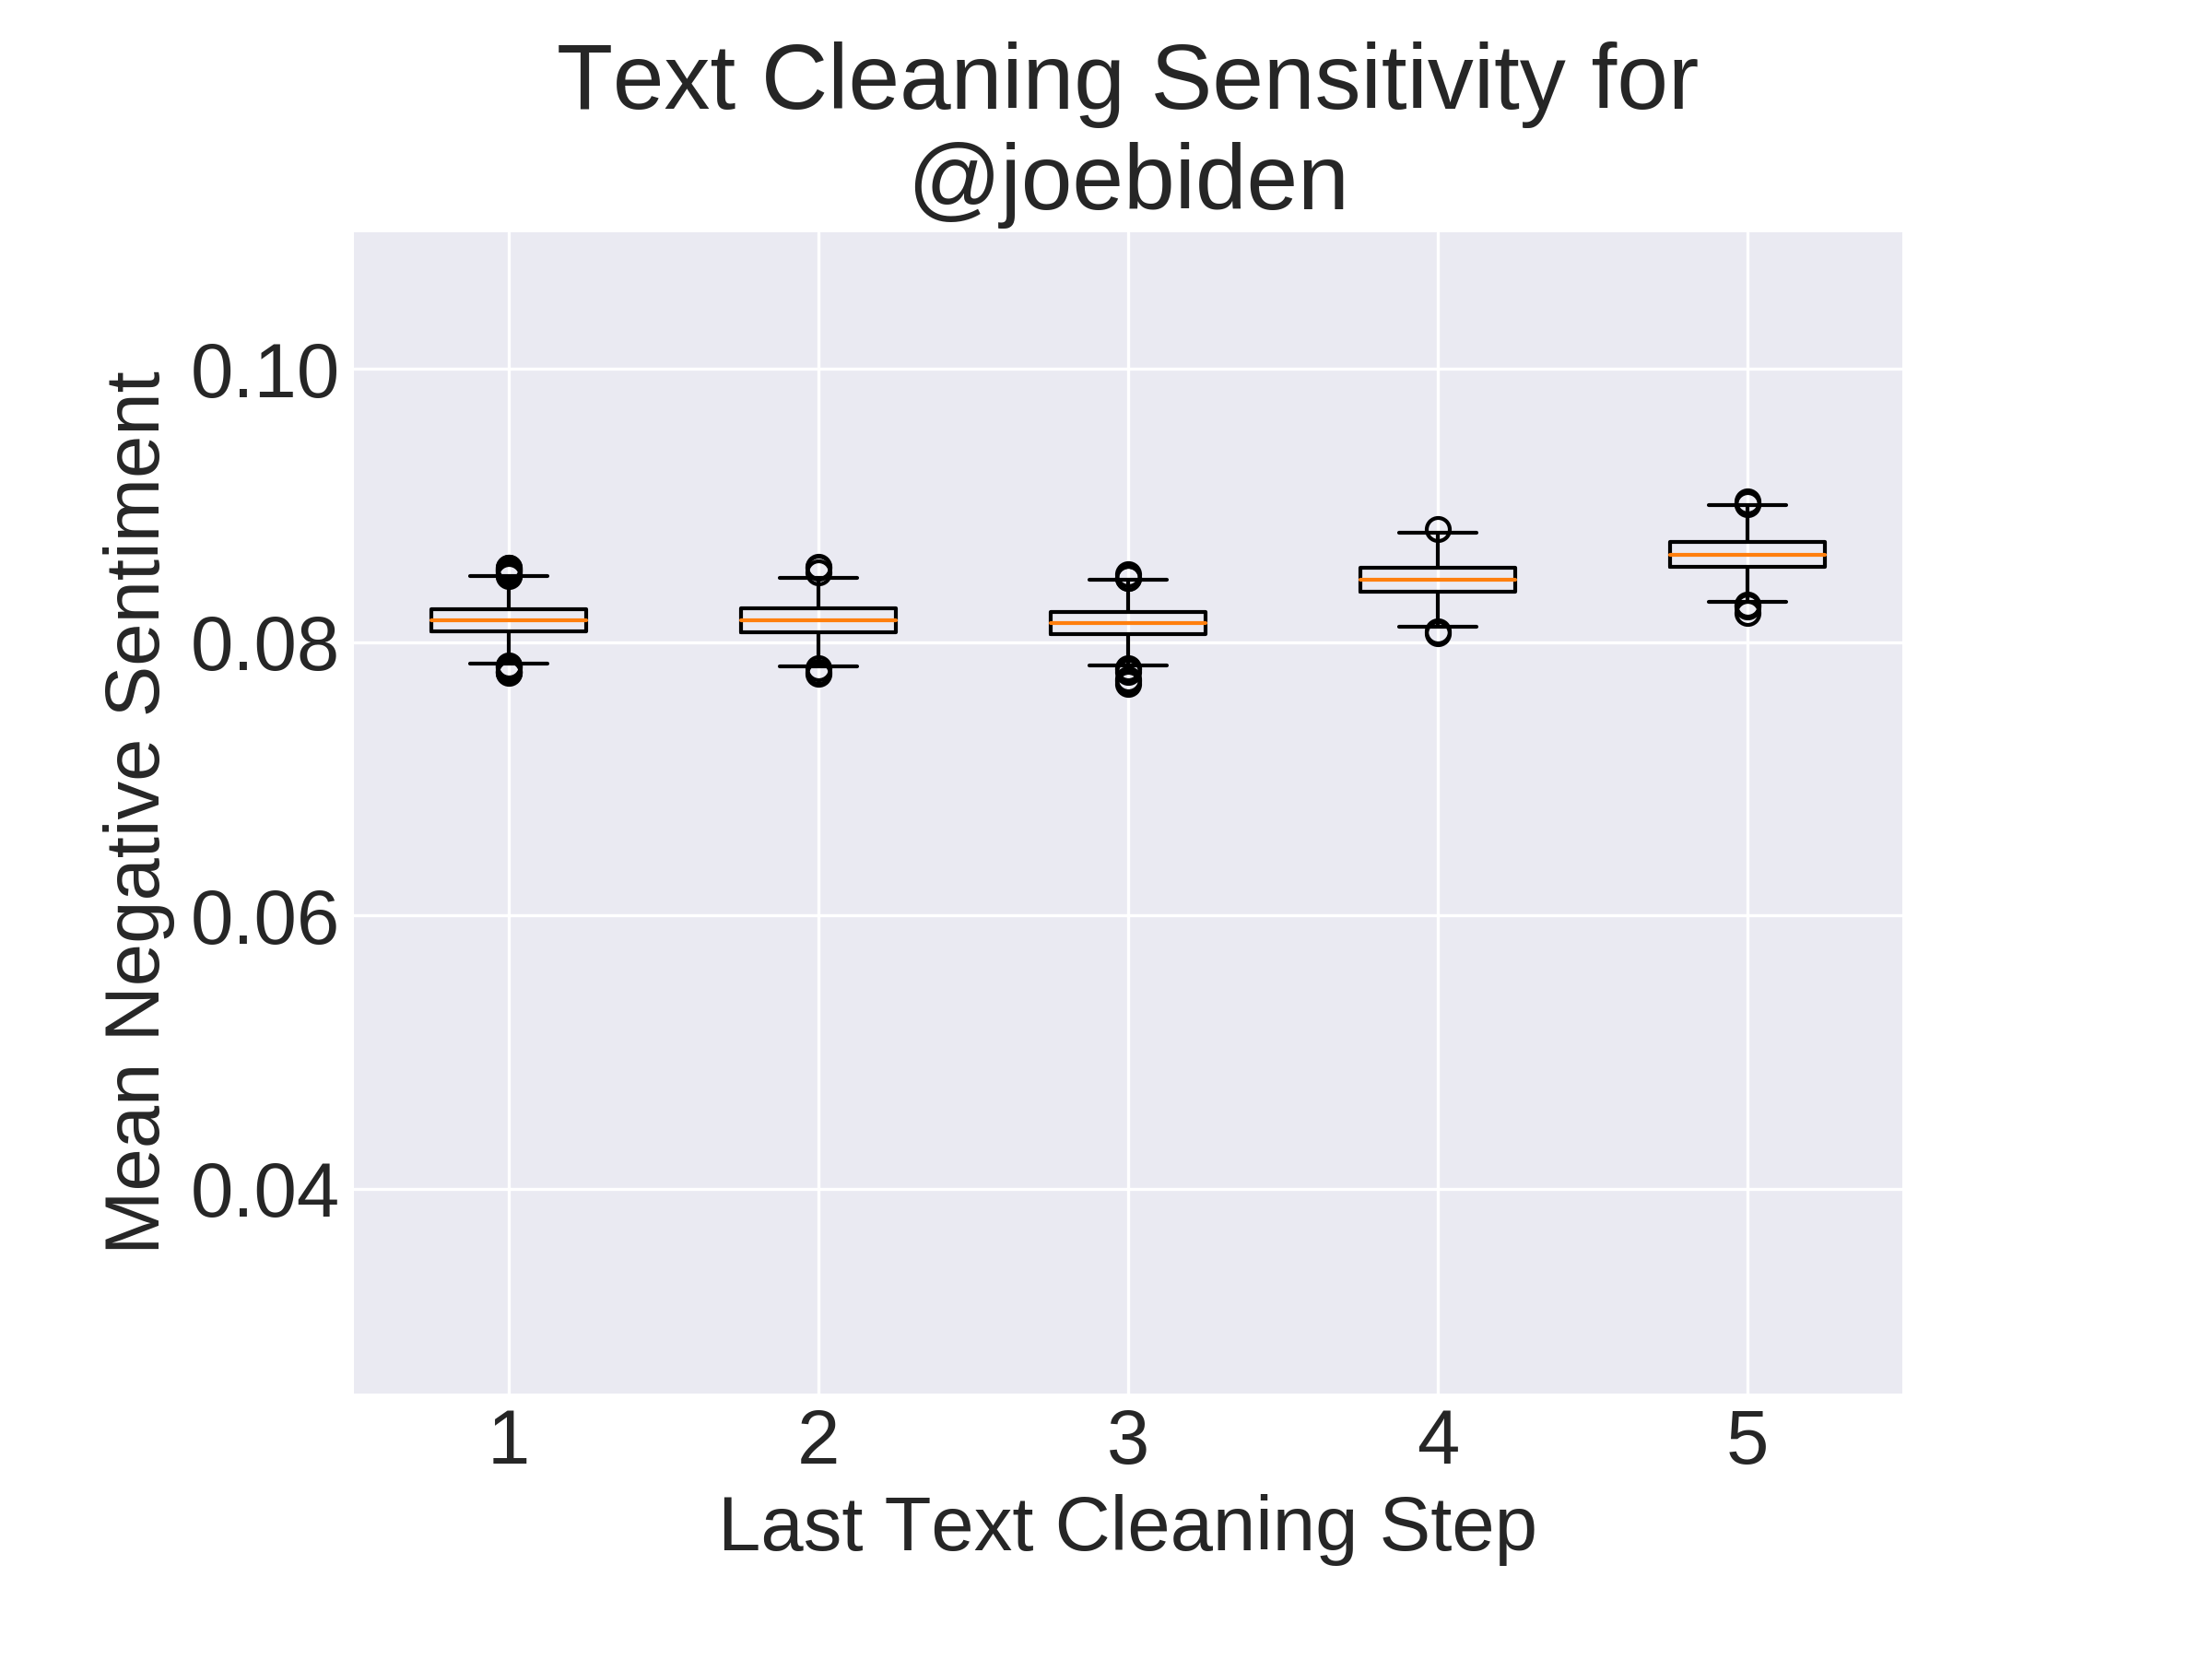 Text Cleaning Sensitivity for
@joebiden
Mean Negative Sentiment
0.10
0.08
0.06
0.04
1 2 3 4 5
Last Text Cleaning Step